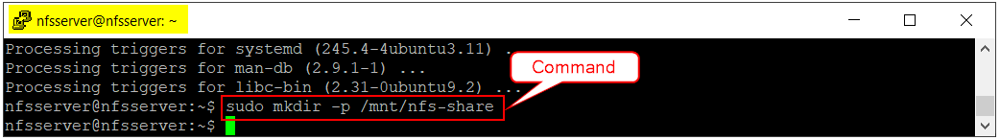 nfsserver@nfsserver: ~
Processing triggers for systemd (245.4-4ubuntu3.11) ...
Processing triggers for man-db (2.9.1-1) ...
Processing triggers for libc-bin (2.31-0ubuntu9.2) ...
Command
nfsserver@nfsserver:~$ sudo mkdir -p /mnt/nfs-share
nfsserver@nfsserver:~$